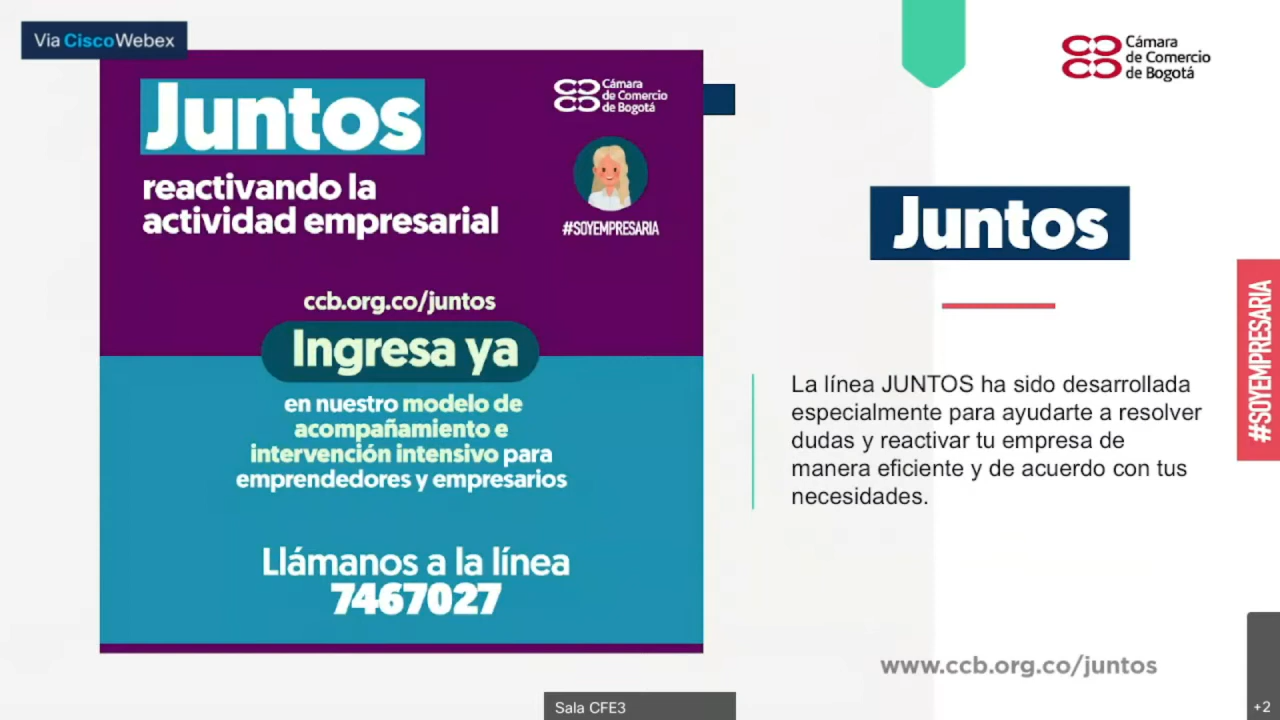 Via CiscoWebex
Juntos
reactivando la
actividad empresarial
Cámara
de Comercio
de Bogotá
#SOYEMPRESARIA
ccb.org.co/juntos
Ingresa ya
en nuestro modelo de
acompañamiento e
intervención intensivo para
emprendedores y empresarios
Llámanos a la línea
7467027
Cámara
de Comercio
de Bogotá
Juntos
La línea JUNTOS ha sido desarrollada
especialmente para ayudarte a resolver
dudas y reactivar tu empresa de
manera eficiente y de acuerdo con tus
necesidades.
#SOYEMPRESARIA
www.ccb.org.co/juntos
Sala CFE3
+2